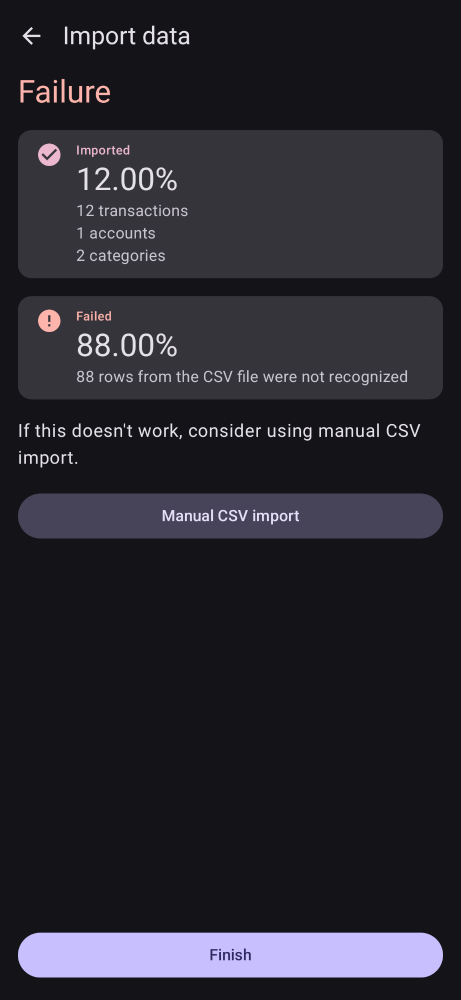 Import data
Failure
Imported
12.00%
12 transactions
1 accounts
2 categories
Failed
88.00%
88 rows from the CSV file were not recognized
If this doesn't work, consider using manual CSV
import.
Manual CSV import
Finish